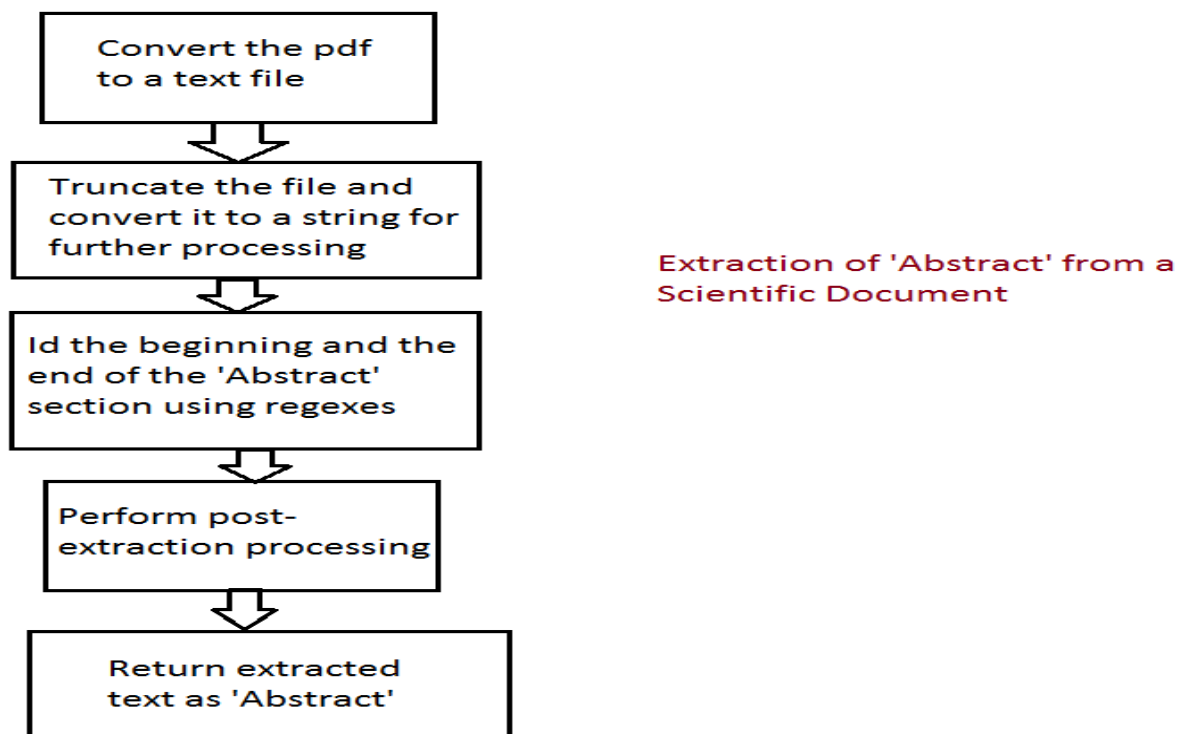 Convert the pdf
to a text file
Truncate the file and
convert it to a string for
further processing
Extraction of 'Abstract' from a
Scientific Document
Id the beginning and the
end of the 'Abstract'
section using regexes
Perform post-
extraction processing
Return extracted
text as 'Abstract'